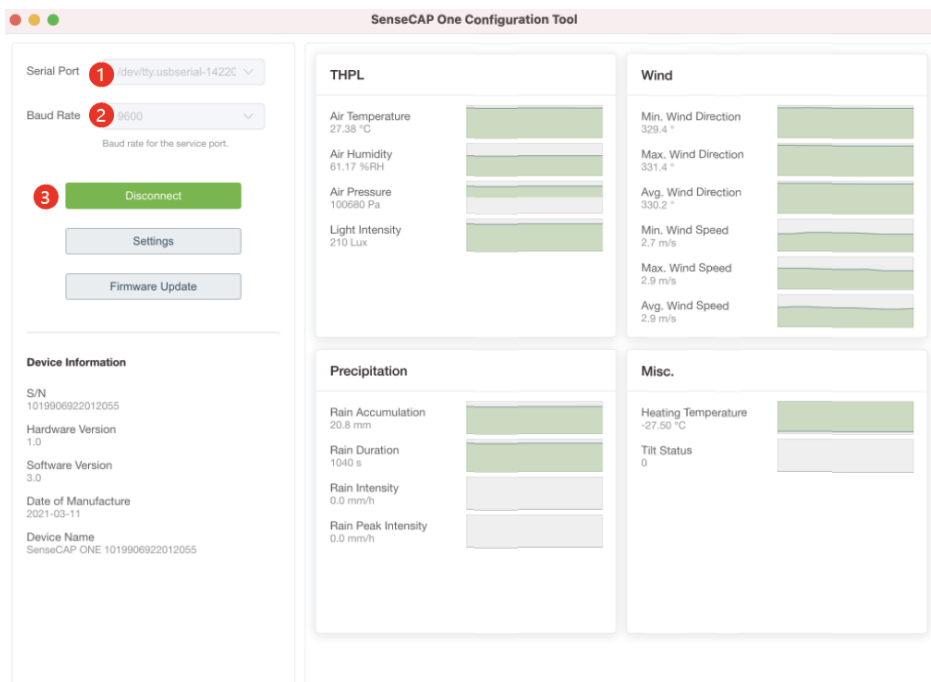 SenseCAP One Configuration Tool
Serial Port
1
/dev/tty.usbserial-1422C
Baud Rate
2
9600
Baud rate for the service port.
3
Disconnect
Settings
Firmware Update
Device Information
S/N
1019906922012055
Hardware Version
1.0
Software Version
3.0
Date of Manufacture
2021-03-11
Device Name
SenseCAP ONE 1019906922012055
THPL
Air Temperature
27.38 °C
Air Humidity
61.17 %RH
Air Pressure
100680 Pa
Light Intensity
210 Lux
Wind
Min. Wind Direction
329.4 °
Max. Wind Direction
331.4 °
Avg. Wind Direction
330.2 °
Min. Wind Speed
2.7 m/s
Max. Wind Speed
2.9 m/s
Avg. Wind Speed
2.9 m/s
Precipitation
Rain Accumulation
20.8 mm
Rain Duration
1040 s
Rain Intensity
0.0 mm/h
Rain Peak Intensity
0.0 mm/h
Misc.
Heating Temperature
-27.50 °C
Tilt Status
0